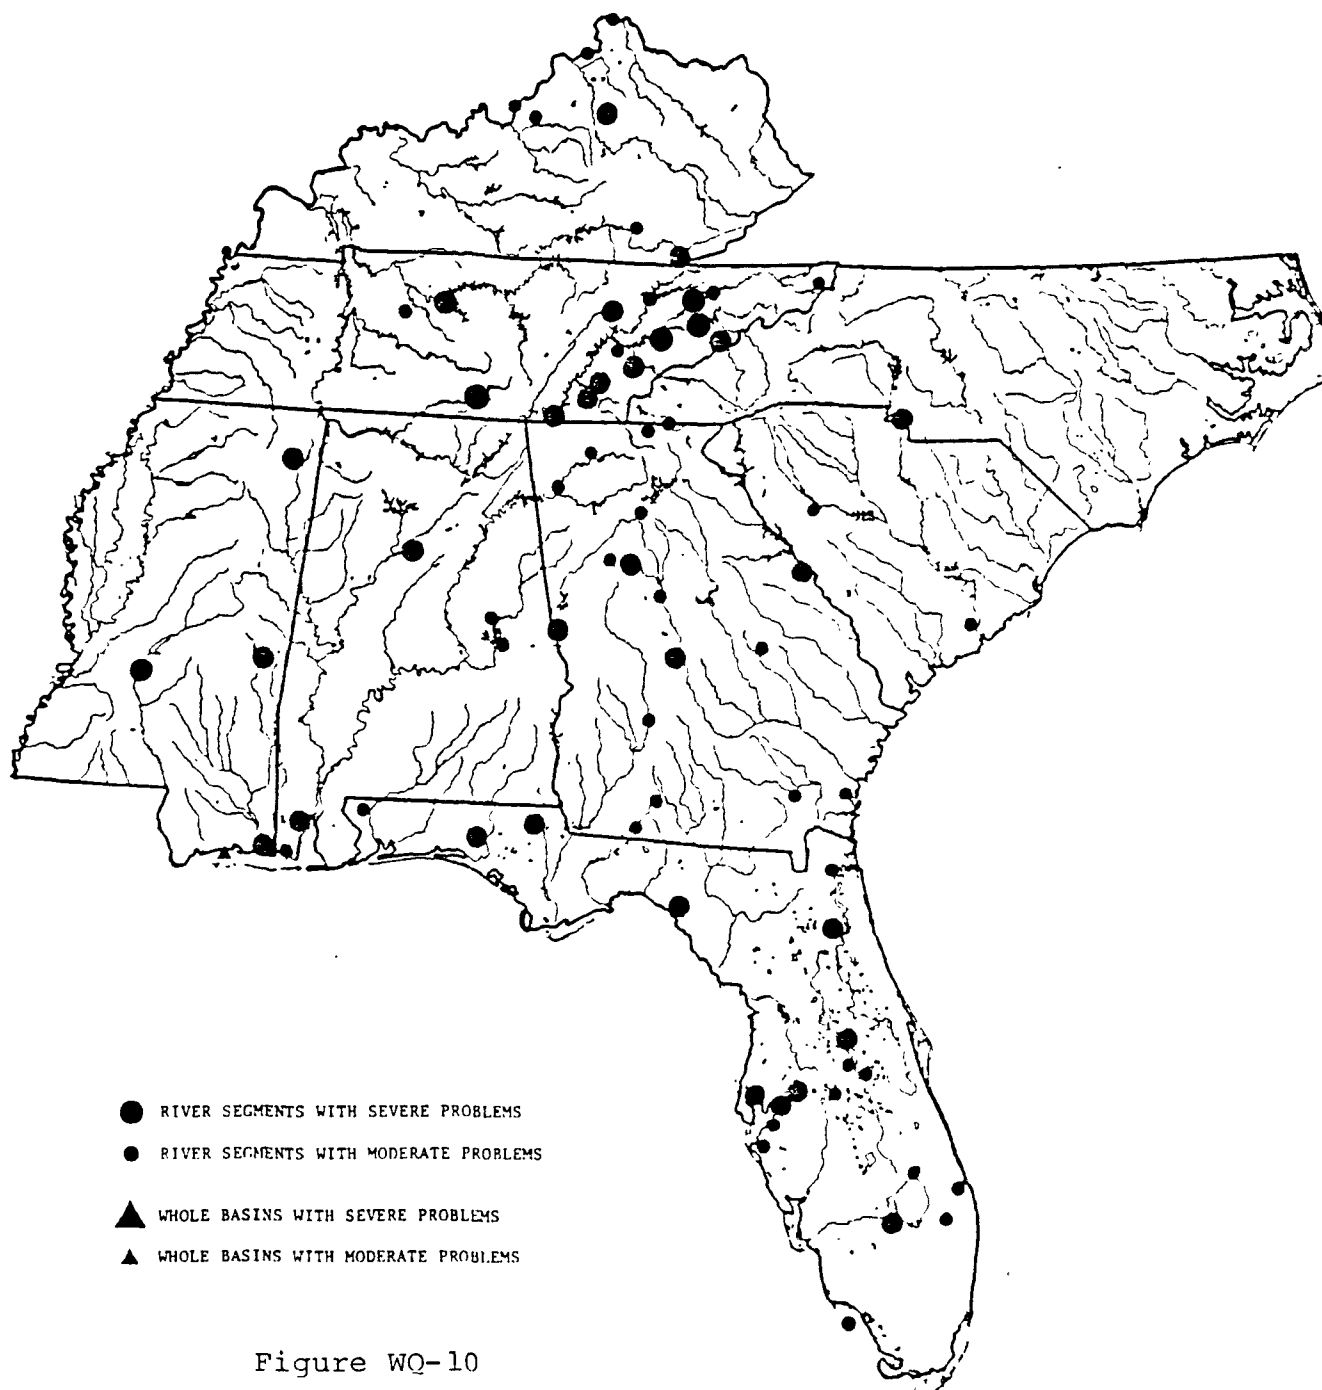 RIVER SEGMENTS WITH SEVERE PROBLEMS
RIVER SEGMENTS WITH MODERATE PROBLEMS
WHOLE BASINS WITH SEVERE PROBLEMS
WHOLE BASINS WITH MODERATE PROBLEMS
Figure WQ-10